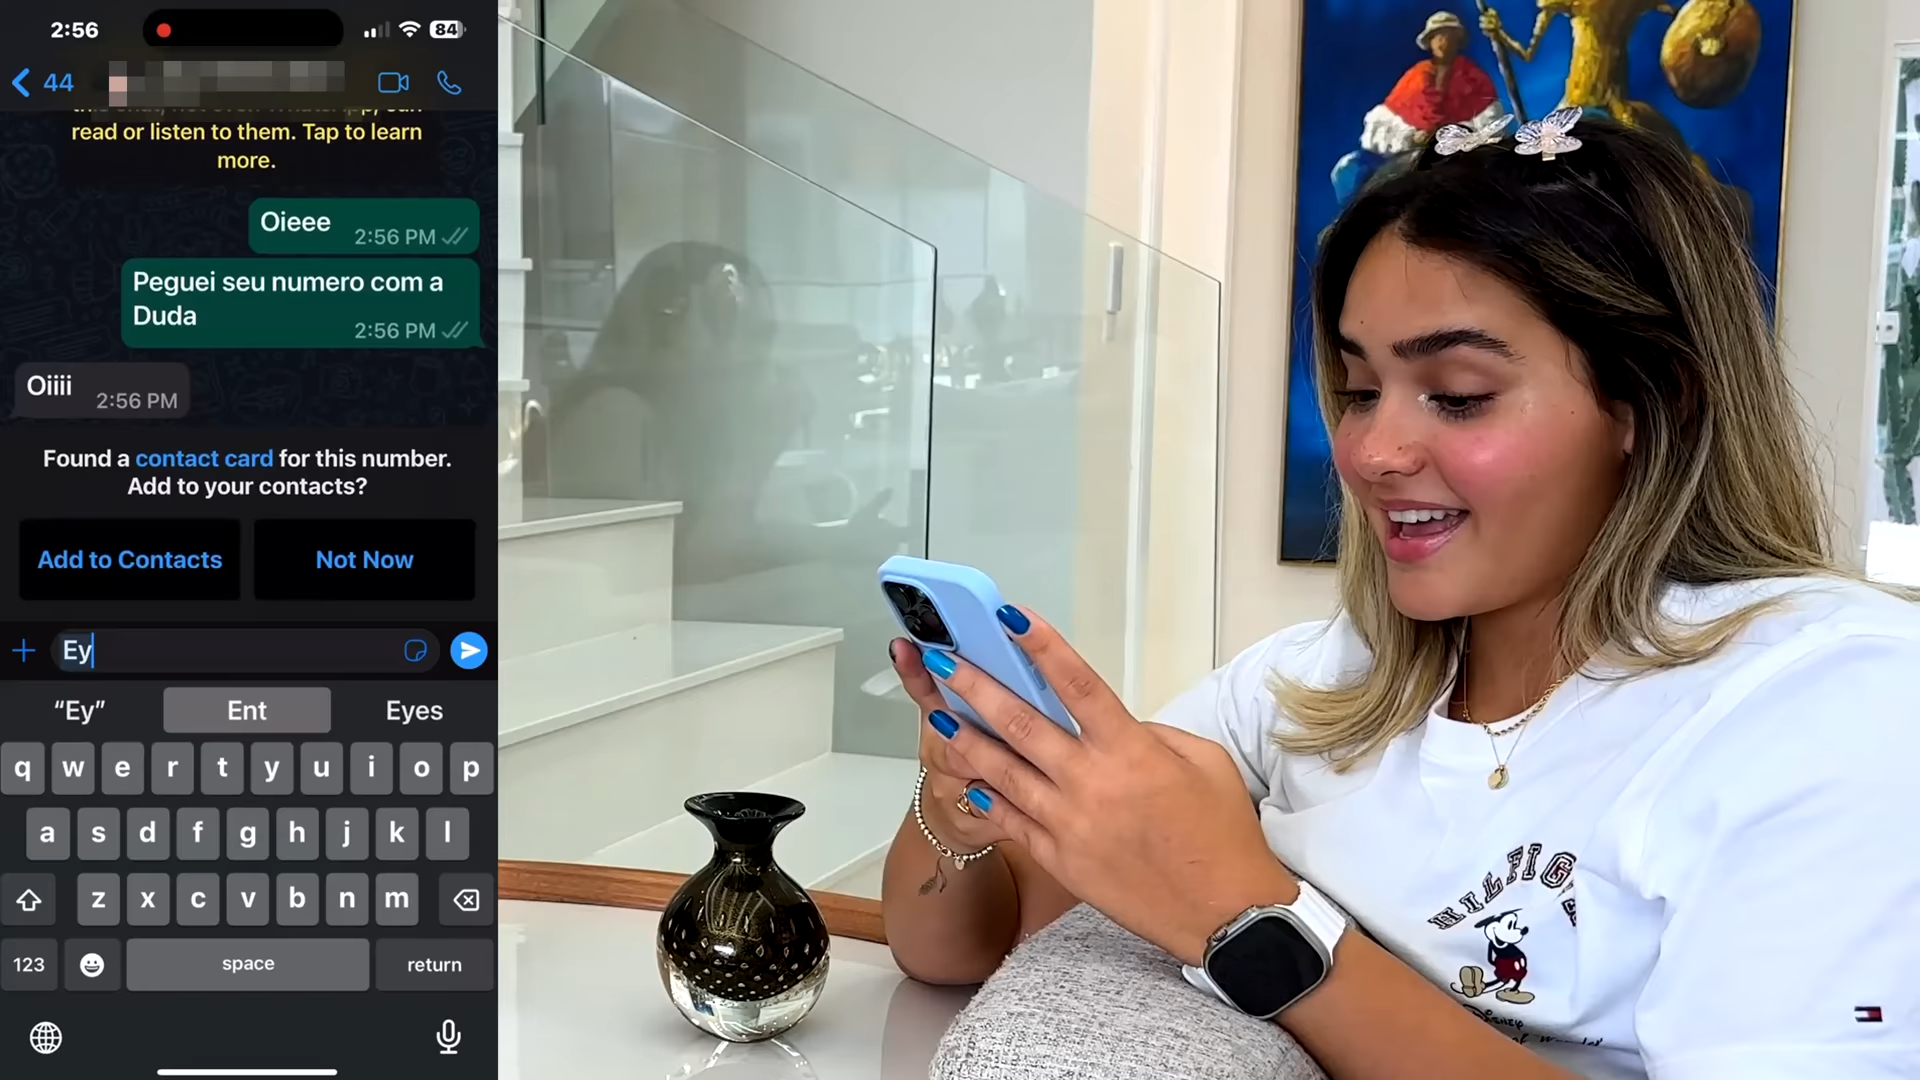 2:56
84
44
read or listen to them. Tap to learn
more.
Oieee
2:56 PM
Peguei seu numero com a
Duda
2:56 PM
Oiiii
2:56 PM
Found a contact card for this number.
Add to your contacts?
Add to Contacts
Not Now
Ey
“Ey”
Ent
Eyes
q w e r t y u i o p
a s d f g h j k l
z x c v b n m
123
space
return
HILFIGE
DISNEY